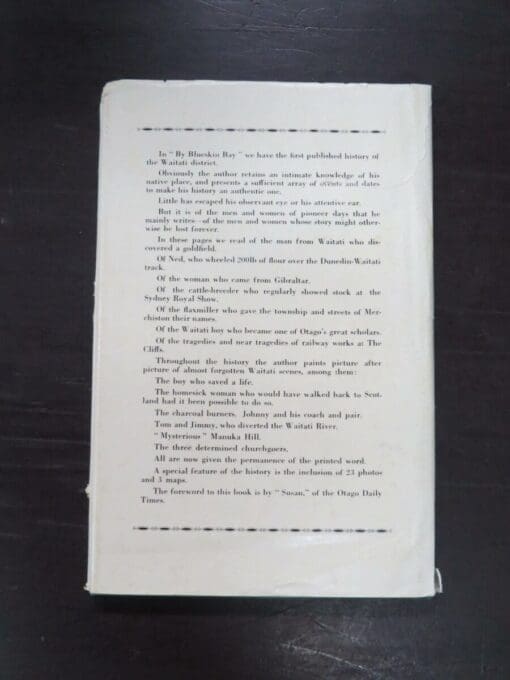 In "By Blueskin Bay" we have the first published history of
the Waitati district.
Obviously the author retains an intimate knowledge of his
native place, and presents a sufficient array of events and dates
to make his history an authentic one.
Little has escaped his observant eye or his attentive ear.
But it is of the men and women of pioneer days that he
mainly writes—of the men and women whose story might other-
wise be lost forever.
In these pages we read of the man from Waitati who dis-
covered a goldfield.
Of Ned, who wheeled 200lb of flour over the Dunedin-Waitati
track.
Of the woman who came from Gibraltar.
Of the cattle-breeder who regularly showed stock at the
Sydney Royal Show.
Of the flaxmiller who gave the township and streets of Mer-
chiston their names.
Of the Waitati boy who became one of Otago's great scholars.
Of the tragedies and near tragedies of railway works at The
Cliffs.
Throughout the history the author paints picture after
picture of almost forgotten Waitati scenes, among them:
The boy who saved a life.
The homesick woman who would have walked back to Scot-
land had it been possible to do so.
The charcoal burners. Johnny and his coach and pair.
Tom and Jimmy, who diverted the Waitati River.
"Mysterious" Manuka Hill.
The three determined churchgoers.
All are now given the permanence of the printed word.
A special feature of the history is the inclusion of 23 photos
and 3 maps.
The foreword to this book is by "Susan," of the Otago Daily
Times.